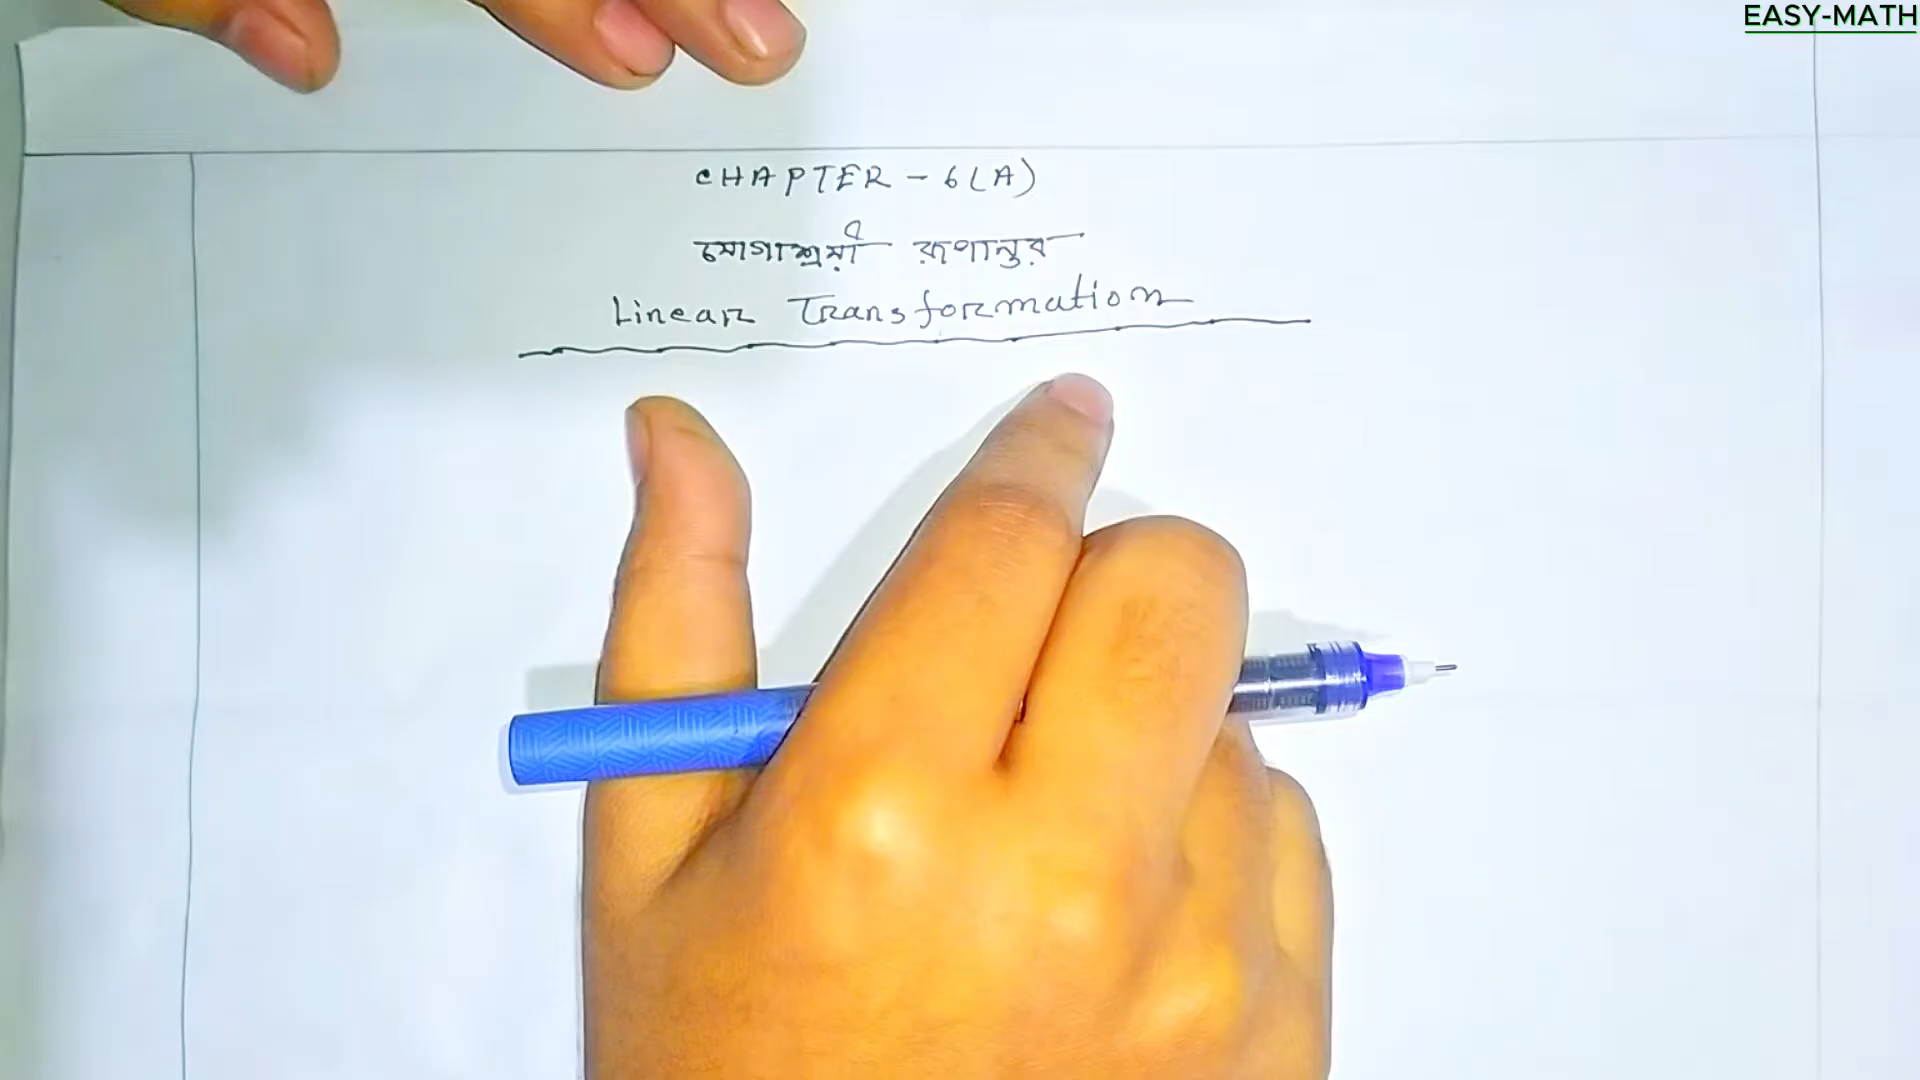 EASY-MATH
CHAPTER - 6(A)
যোগাশ্রয়ী রূপান্তর
Linear Transformation